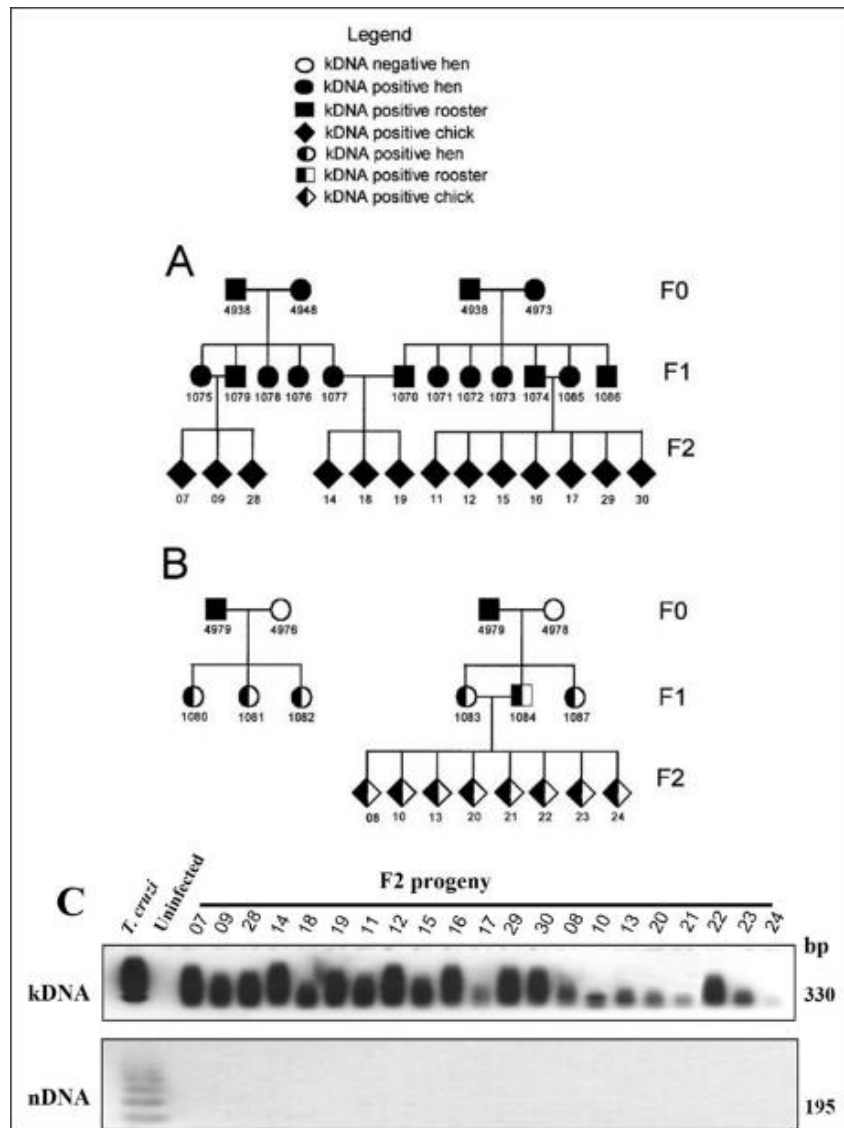 Legend
kDNA negative hen
kDNA positive hen
kDNA positive rooster
kDNA positive chick
kDNA positive hen
kDNA positive rooster
kDNA positive chick
A
F0
4938 4948 4938 4973
F1
1075 1079 1078 1076 1077 1070 1071 1072 1073 1074 1085 1086
F2
07 09 28 14 18 19 11 12 15 16 17 29 30
B
F0
4979 4976 4979 4978
F1
1080 1081 1082 1083 1084 1087
F2
08 10 13 20 21 22 23 24
C
F2 progeny
T. cruzi Uninfected 07 09 28 14 18 19 11 12 15 16 17 29 30 08 10 13 20 21 22 23 24
bp
kDNA 330
nDNA 195